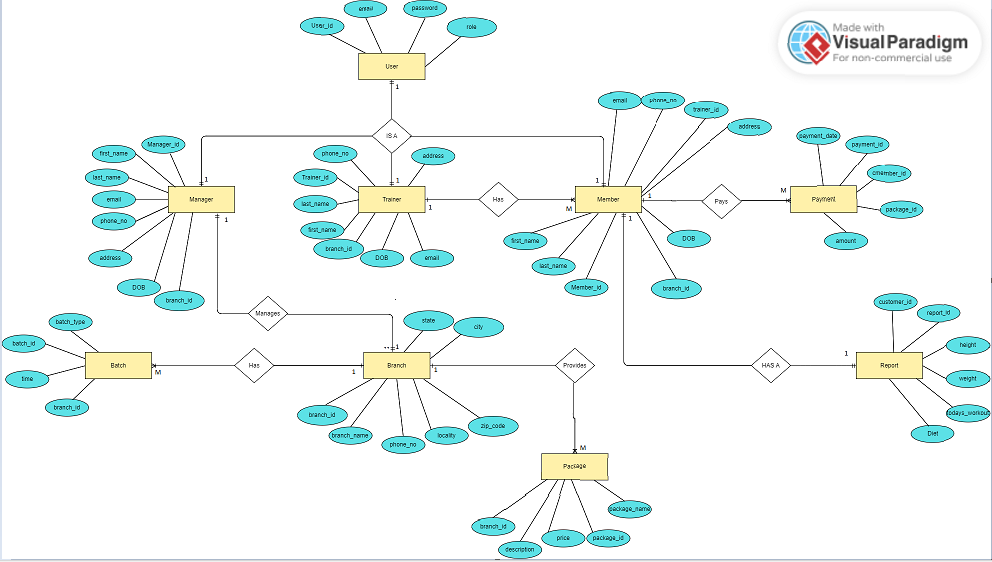 email
password
User_id
role
User
1
Made with
VisualParadigm
For non-commercial use
IS A
email
phone_no
trainer_id
address
payment_date
payment_id
Manager_id
first_name
last_name
email
phone_no
address
DOB
branch_id
Manager
1
1
phone_no
address
Trainer_id
last_name
first_name
branch_id
DOB
email
Trainer
1
1
Has
M
1
Member
1
1
first_name
last_name
Member_id
branch_id
DOB
Pays
M
Payment
package_id
amount
Manages
1
batch_type
batch_id
time
branch_id
Batch
M
Has
1
Branch
1
state
city
branch_id
branch_name
phone_no
locality
zip_code
Provides
M
Package
branch_id
description
price
package_id
package_name
HAS A
1
Report
customer_id
report_id
height
weight
todays_workout
Diet